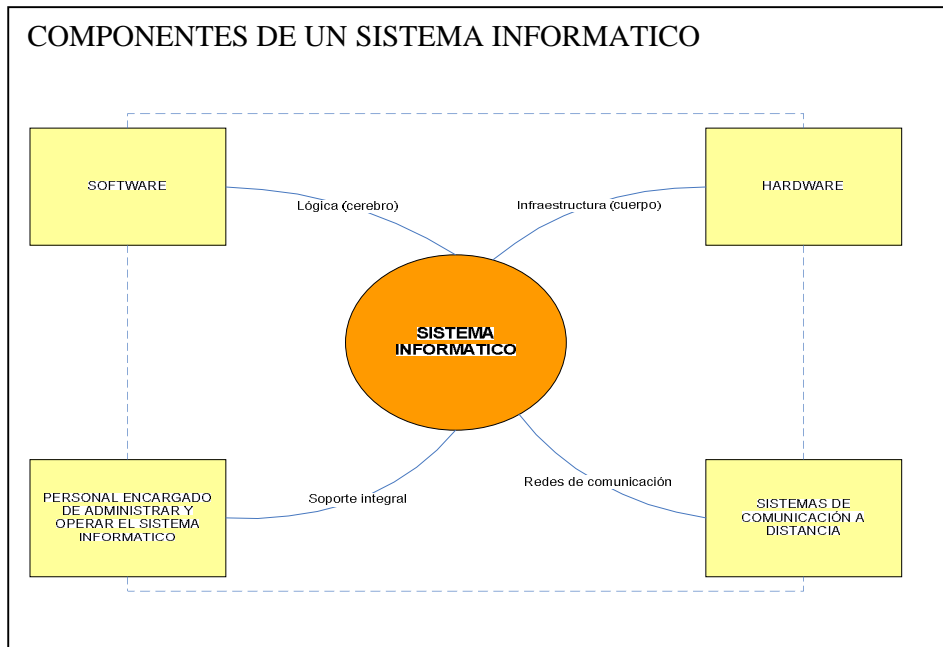 COMPONENTES DE UN SISTEMA INFORMATICO
SOFTWARE
HARDWARE
Lógica (cerebro)
Infraestructura (cuerpo)
SISTEMA
INFORMATICO
PERSONAL ENCARGADO
DE ADMINISTRAR Y
OPERAR EL SISTEMA
INFORMATICO
Soporte integral
Redes de comunicación
SISTEMAS DE
COMUNICACIÓN A
DISTANCIA